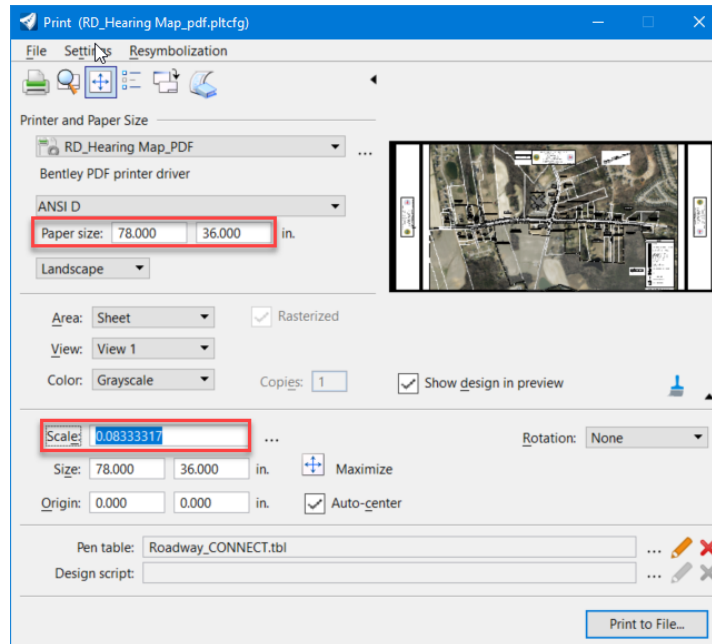 Print (RD_Hearing Map_pdf.pltcfg)
File Settings Resymbolization
Printer and Paper Size
RD_Hearing Map_PDF ...
Bentley PDF printer driver
ANSI D
Paper size: 78.000 36.000 in.
Landscape
Area: Sheet Rasterized
View: View 1
Color: Grayscale Copies: 1 Show design in preview
Scale: 0.08333317 ... Rotation: None
Size: 78.000 36.000 in. Maximize
Origin: 0.000 0.000 in. Auto-center
Pen table: Roadway_CONNECT.tbl ...
Design script: ...
Print to File...